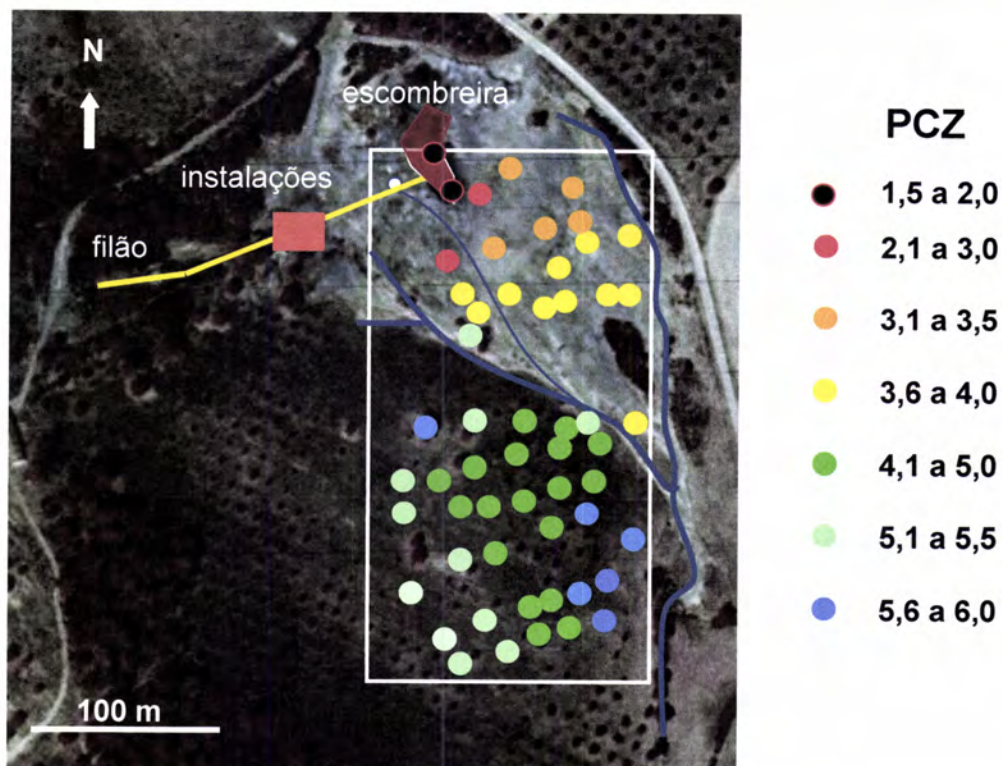 N
escombreira
instalações
filão
100 m
PCZ
1,5 a 2,0
2,1 a 3,0
3,1 a 3,5
3,6 a 4,0
4,1 a 5,0
5,1 a 5,5
5,6 a 6,0